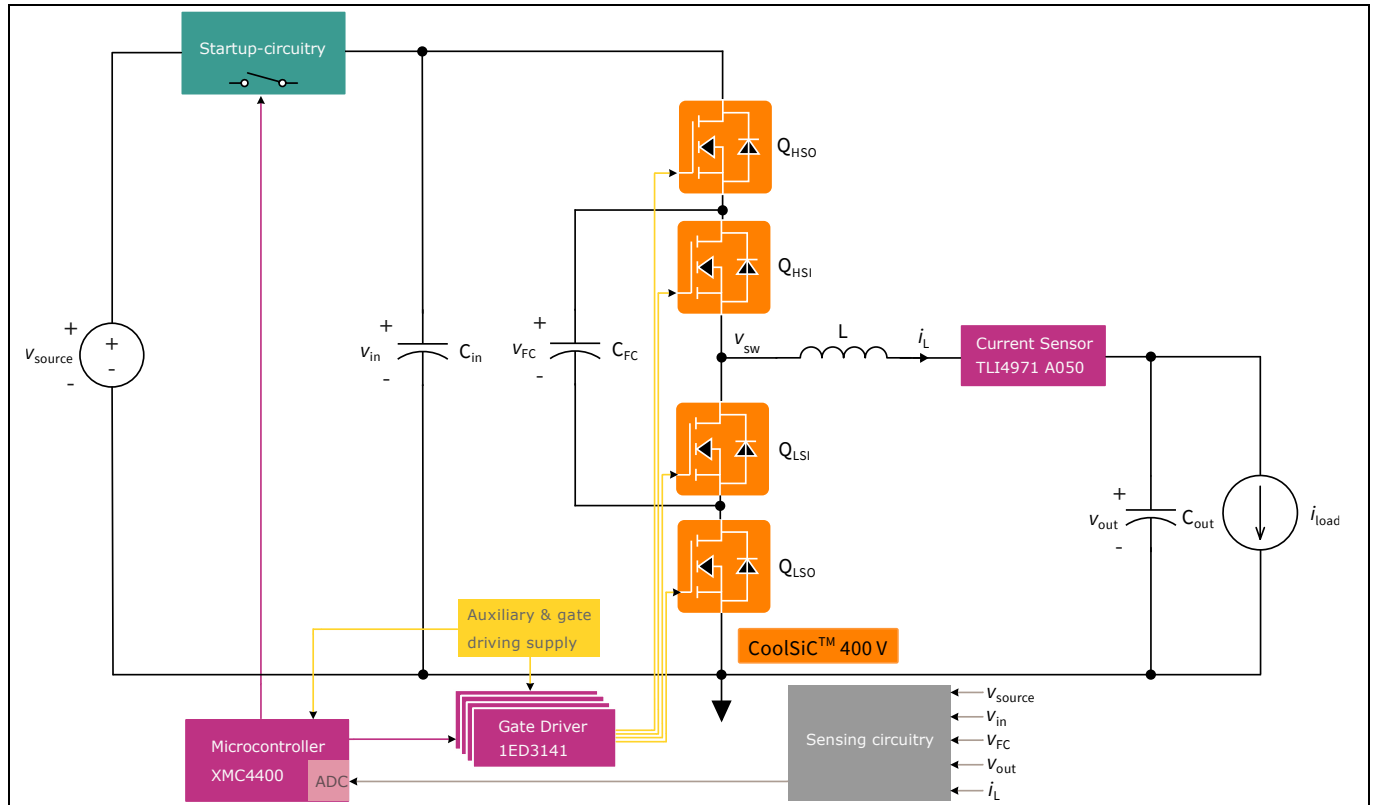 Startup-circuitry
Q_HSO
Q_HSI
+
v_source
-
+
-
+
v_in
-
C_in
+
v_FC
-
C_FC
v_sw
L
i_L
Current Sensor
TLI4971 A050
Q_LSI
+
v_out
-
C_out
i_load
Q_LSO
Auxiliary & gate
driving supply
CoolSiC™ 400 V
Gate Driver
1ED3141
Microcontroller
XMC4400
ADC
Sensing circuitry
v_source
v_in
v_FC
v_out
i_L